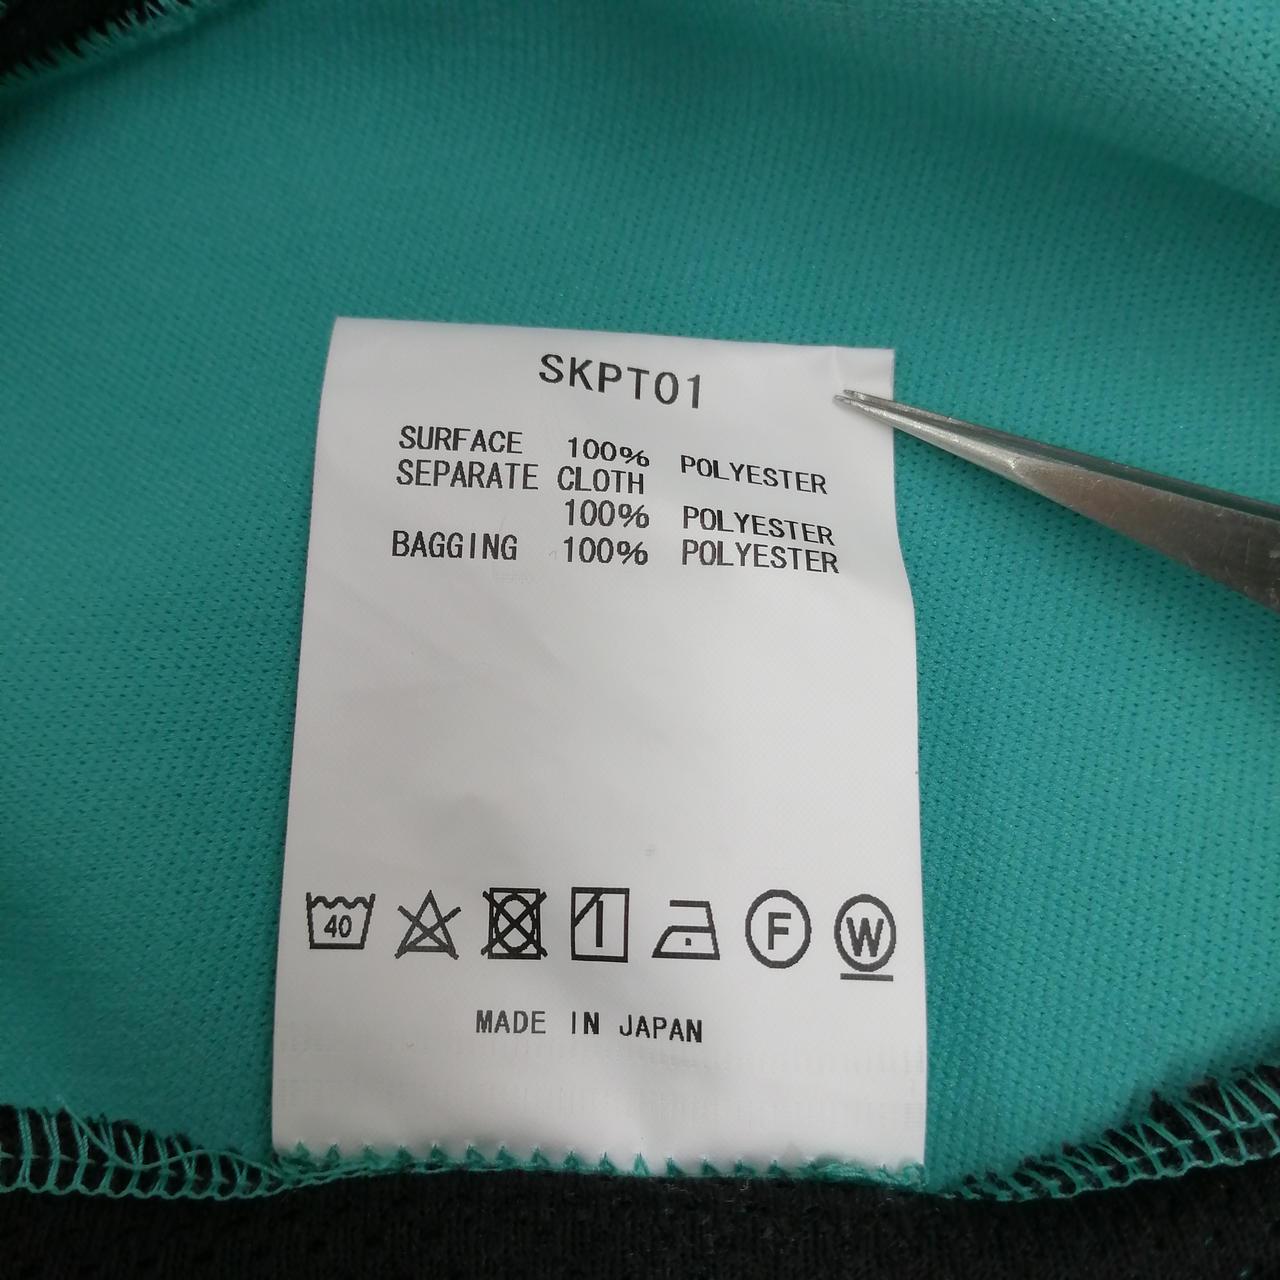 SKPT01
SURFACE 100% POLYESTER
SEPARATE CLOTH
100% POLYESTER
BAGGING 100% POLYESTER
40 F W
MADE IN JAPAN